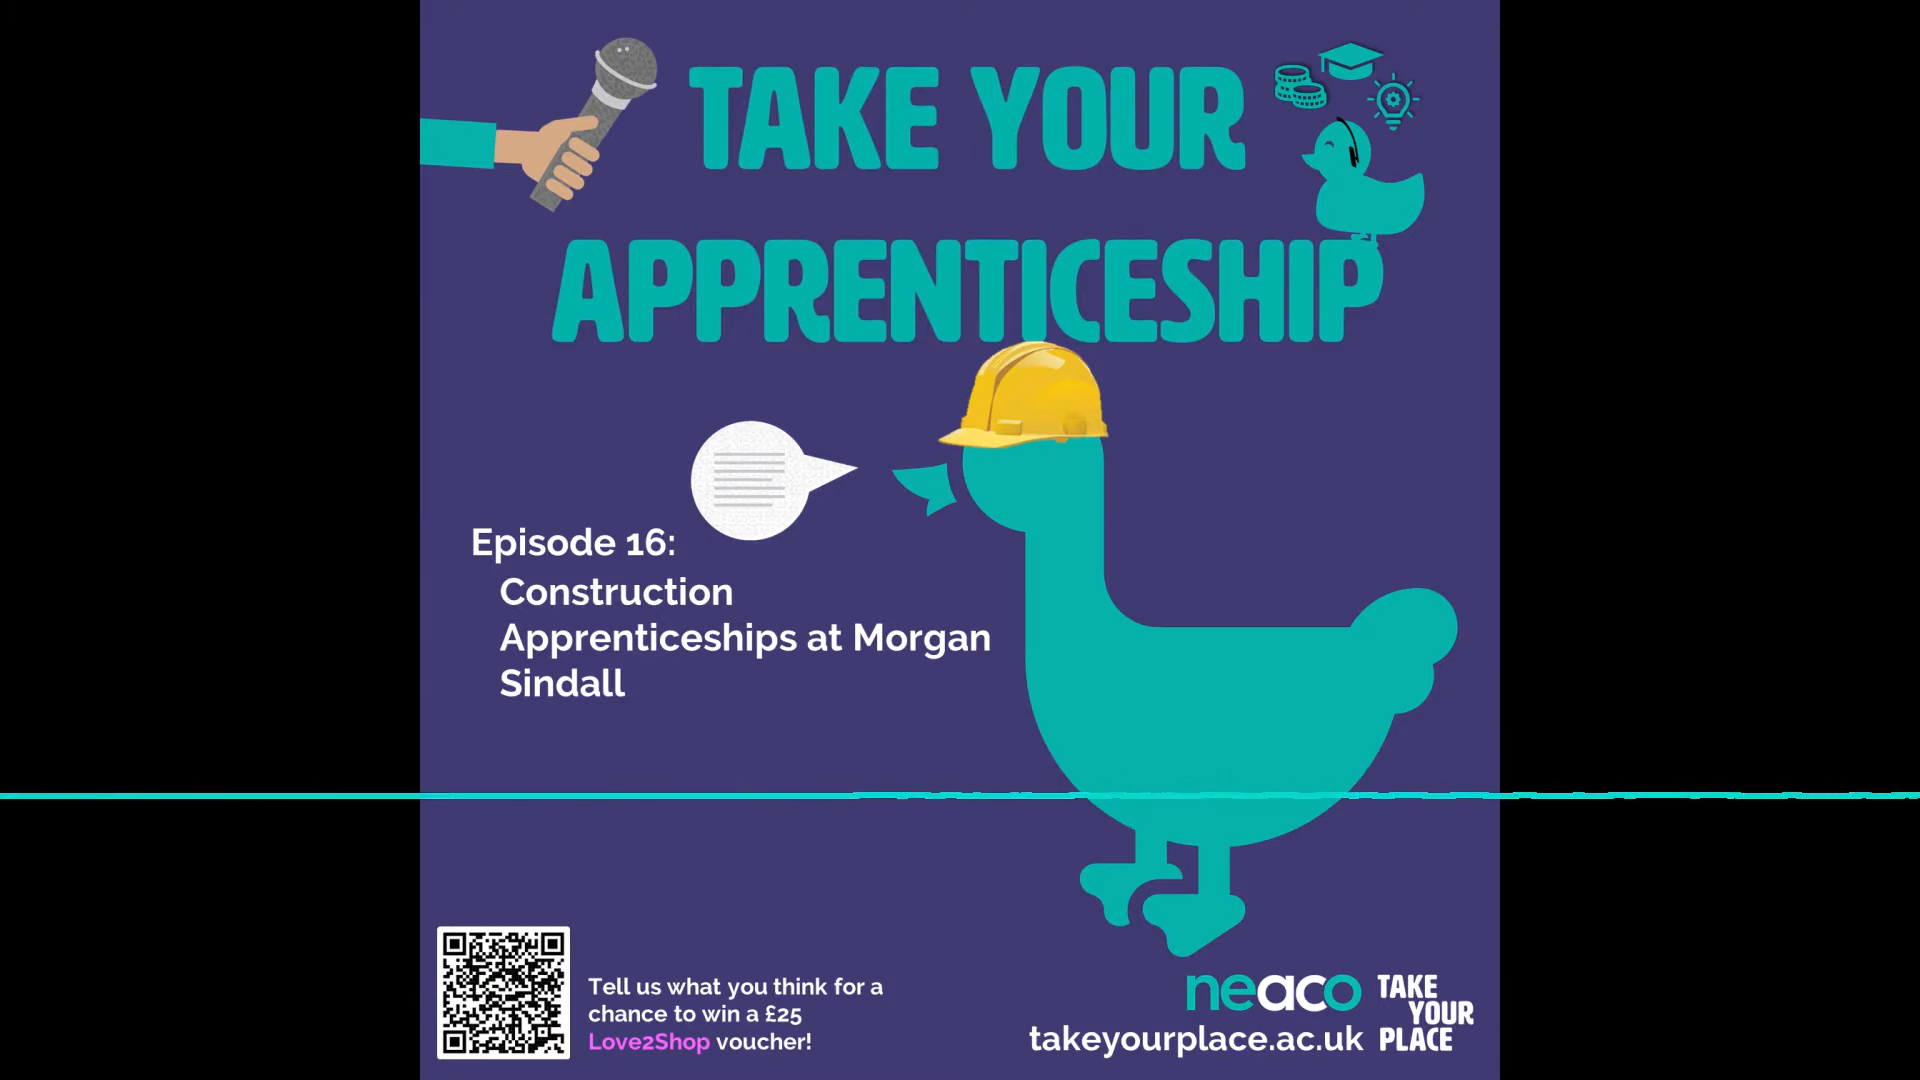 TAKE YOUR
APPRENTICESHIP
Episode 16:
Construction
Apprenticeships at Morgan
Sindall
Tell us what you think for a
chance to win a £25
Love2Shop voucher!
neaco
takeyourplace.ac.uk
TAKE
YOUR
PLACE